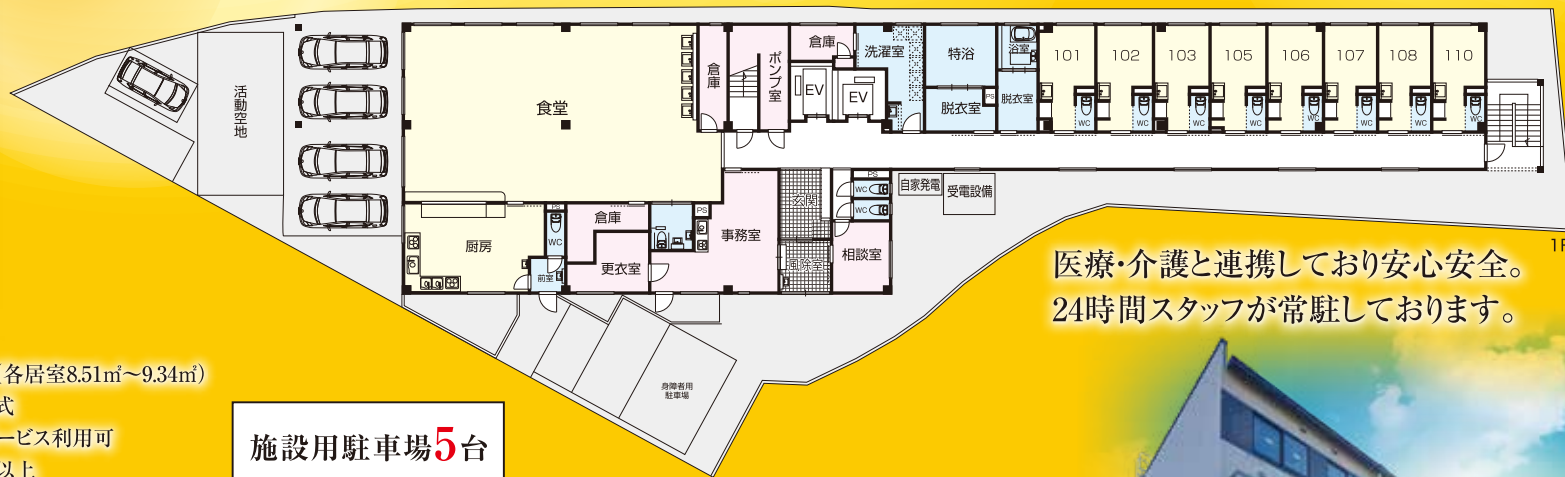 活動空地
食堂
倉庫
ポンプ室
倉庫
EV
EV
洗濯室
特浴
浴室
脱衣室
PS
脱衣室
101
102
103
105
106
107
108
110
WC
WC
WC
WC
WC
WC
WC
WC
厨房
PS
WC
前室
倉庫
更衣室
PS
事務室
玄関
風除室
PS
WC
WC
相談室
自家発電
受電設備
身障者用
駐車場
医療・介護と連携しており安心安全。
24時間スタッフが常駐しております。
各居室8.51㎡～9.34㎡)
式
ービス利用可
以上
施設用駐車場5台